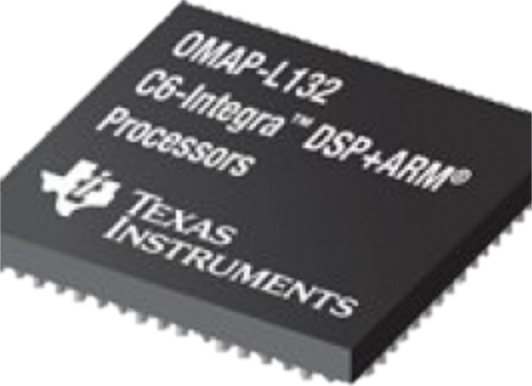 OMAP-L132
C6-Integra™ DSP+ARM®
Processors
TEXAS
INSTRUMENTS